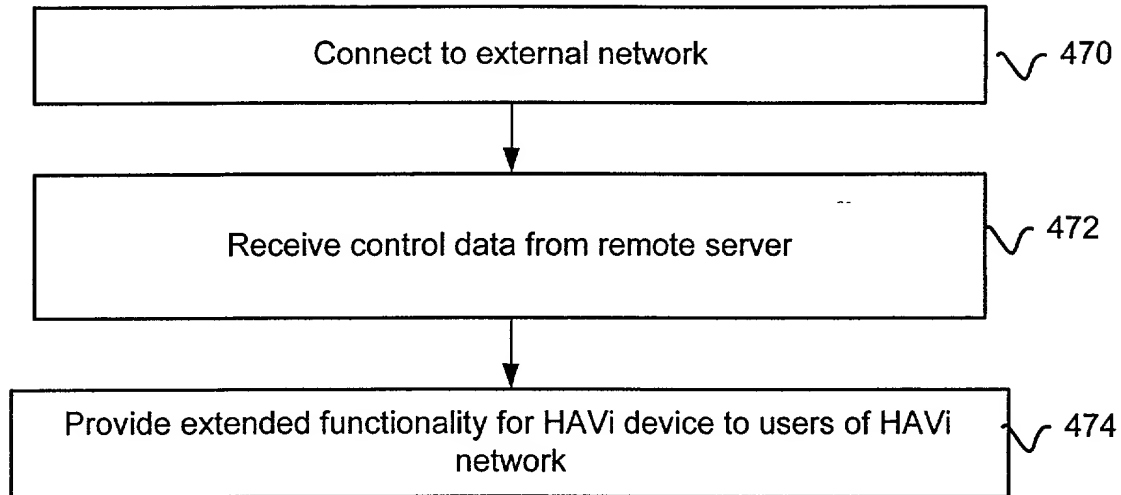 Connect to external network
470
Receive control data from remote server
472
Provide extended functionality for HAVi device to users of HAVi
network
474